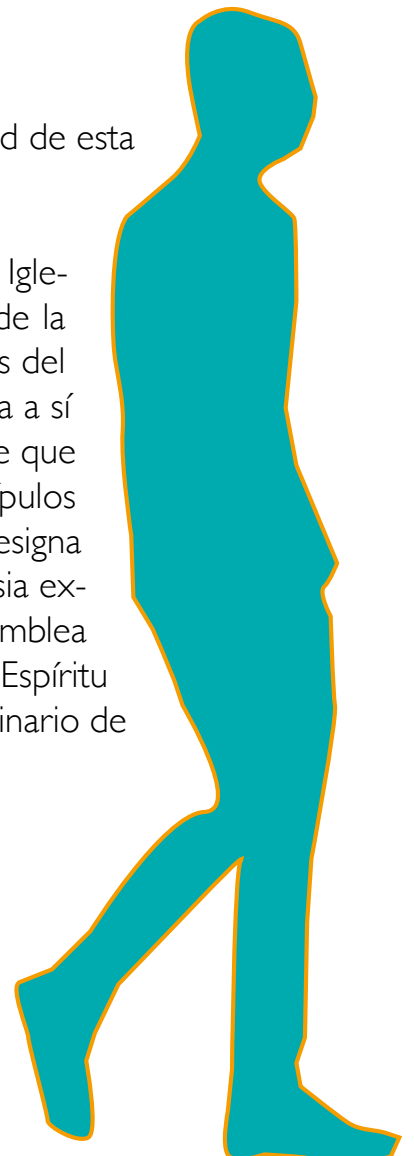 d de esta
Igle-
de la
s del
a a sí
e que
ípulos
esigna
sia ex-
mblea
Espíritu
inario de